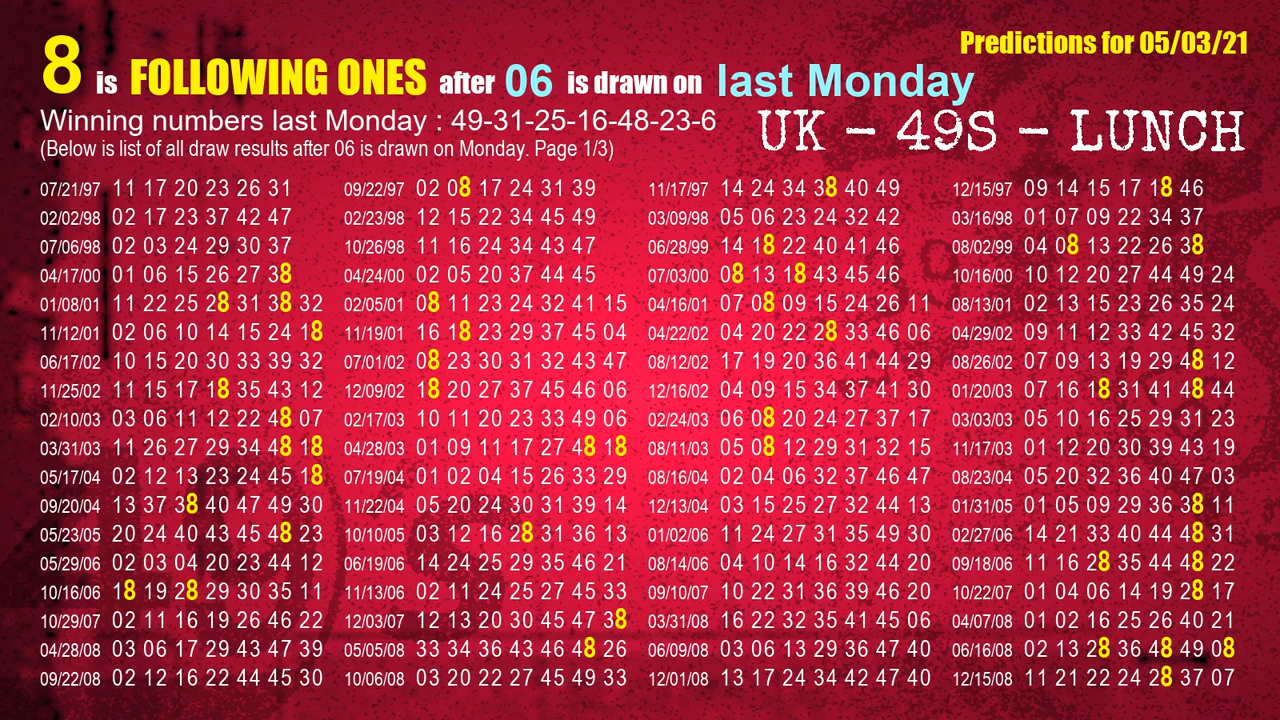 Predictions for 05/03/21
8 is FOLLOWING ONES after 06 is drawn on last Monday
Winning numbers last Monday : 49-31-25-16-48-23-6
UK - 49S - LUNCH
(Below is list of all draw results after 06 is drawn on Monday. Page 1/3)
07/21/97 11 17 20 23 26 31 09/22/97 02 08 17 24 31 39 11/17/97 14 24 34 38 40 49 12/15/97 09 14 15 17 18 46
02/02/98 02 17 23 37 42 47 02/23/98 12 15 22 34 45 49 03/09/98 05 06 23 24 32 42 03/16/98 01 07 09 22 34 37
07/06/98 02 03 24 29 30 37 10/26/98 11 16 24 34 43 47 06/28/99 14 18 22 40 41 46 08/02/99 04 08 13 22 26 38
04/17/00 01 06 15 26 27 38 04/24/00 02 05 20 37 44 45 07/03/00 08 13 18 43 45 46 10/16/00 10 12 20 27 44 49 24
01/08/01 11 22 25 28 31 38 32 02/05/01 08 11 23 24 32 41 15 04/16/01 07 08 09 15 24 26 11 08/13/01 02 13 15 23 26 35 24
11/12/01 02 06 10 14 15 24 18 11/19/01 16 18 23 29 37 45 04 04/22/02 04 20 22 28 33 46 06 04/29/02 09 11 12 33 42 45 32
06/17/02 10 15 20 30 33 39 32 07/01/02 08 23 30 31 32 43 47 08/12/02 17 19 20 36 41 44 29 08/26/02 07 09 13 19 29 48 12
11/25/02 11 15 17 18 35 43 12 12/09/02 18 20 27 37 45 46 06 12/16/02 04 09 15 34 37 41 30 01/20/03 07 16 18 31 41 48 44
02/10/03 03 06 11 12 22 48 07 02/17/03 10 11 20 23 33 49 06 02/24/03 06 08 20 24 27 37 17 03/03/03 05 10 16 25 29 31 23
03/31/03 11 26 27 29 34 48 18 04/28/03 01 09 11 17 27 48 18 08/11/03 05 08 12 29 31 32 15 11/17/03 01 12 20 30 39 43 19
05/17/04 02 12 13 23 24 45 18 07/19/04 01 02 04 15 26 33 29 08/16/04 02 04 06 32 37 46 47 08/23/04 05 20 32 36 40 47 03
09/20/04 13 37 38 40 47 49 30 11/22/04 05 20 24 30 31 39 14 12/13/04 03 15 25 27 32 44 13 01/31/05 01 05 09 29 36 38 11
05/23/05 20 24 40 43 45 48 23 10/10/05 03 12 16 28 31 36 13 01/02/06 11 24 27 31 35 49 30 02/27/06 14 21 33 40 44 48 31
05/29/06 02 03 04 20 23 44 12 06/19/06 14 24 25 29 35 46 21 08/14/06 04 10 14 16 32 44 20 09/18/06 11 16 28 35 44 48 22
10/16/06 18 19 28 29 30 35 11 11/13/06 02 11 24 25 27 45 33 09/10/07 10 22 31 36 39 46 20 10/22/07 01 04 06 14 19 28 17
10/29/07 02 11 16 19 26 46 22 12/03/07 12 13 20 30 45 47 38 03/31/08 16 22 32 35 41 45 06 04/07/08 01 02 16 25 26 40 21
04/28/08 03 06 17 29 43 47 39 05/05/08 33 34 36 43 46 48 26 06/09/08 03 06 13 29 36 47 40 06/16/08 02 13 28 36 48 49 08
09/22/08 02 12 16 22 44 45 30 10/06/08 03 20 22 27 45 49 33 12/01/08 13 17 24 34 42 47 40 12/15/08 11 21 22 24 28 37 07